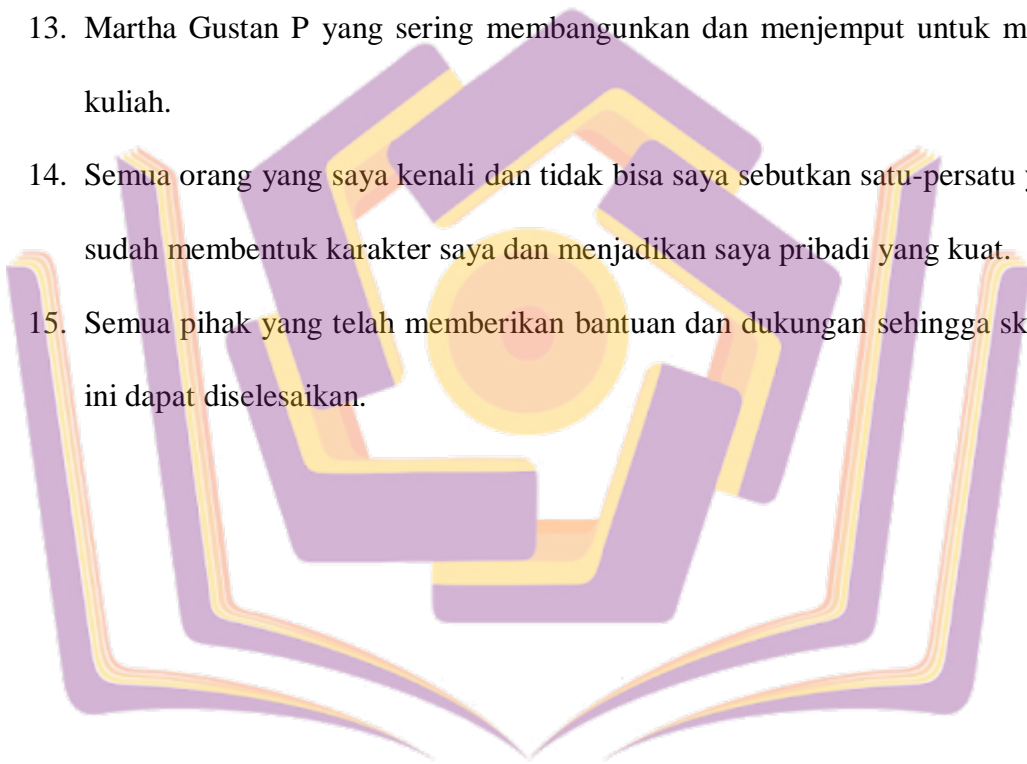 13. Martha Gustan P yang sering membangunkan dan menjemput untuk
kuliah.
14. Semua orang yang saya kenali dan tidak bisa saya sebutkan satu-persatu
sudah membentuk karakter saya dan menjadikan saya pribadi yang kuat.
15. Semua pihak yang telah memberikan bantuan dan dukungan sehingga
ini dapat diselesaikan.